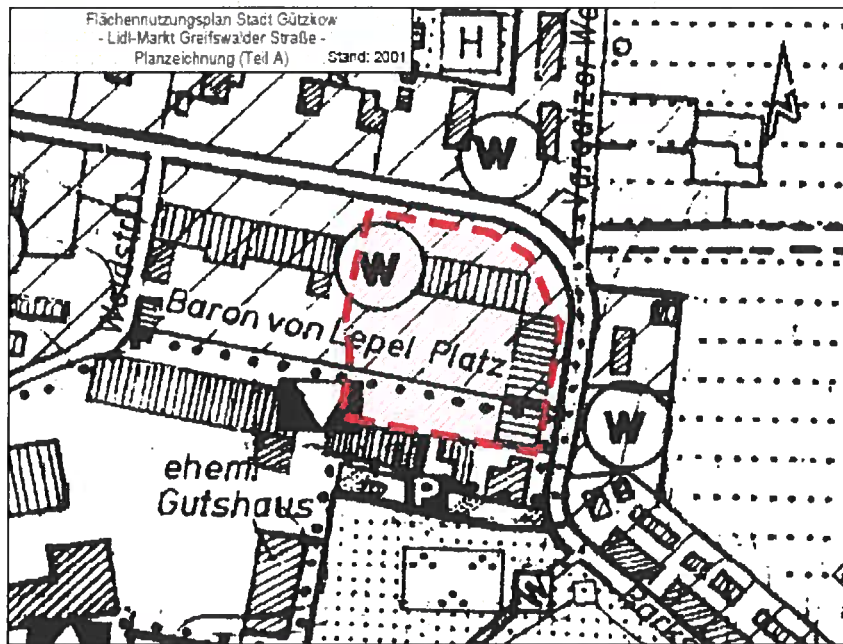 Flächennutzungsplan Stadt Gützkow
- Lidl-Markt Greifswalder Straße -
Planzeichnung (Teil A) Stand: 2001
H
W
W
Baron von Lepel Platz
W
ehem.
Gutshaus
P
W